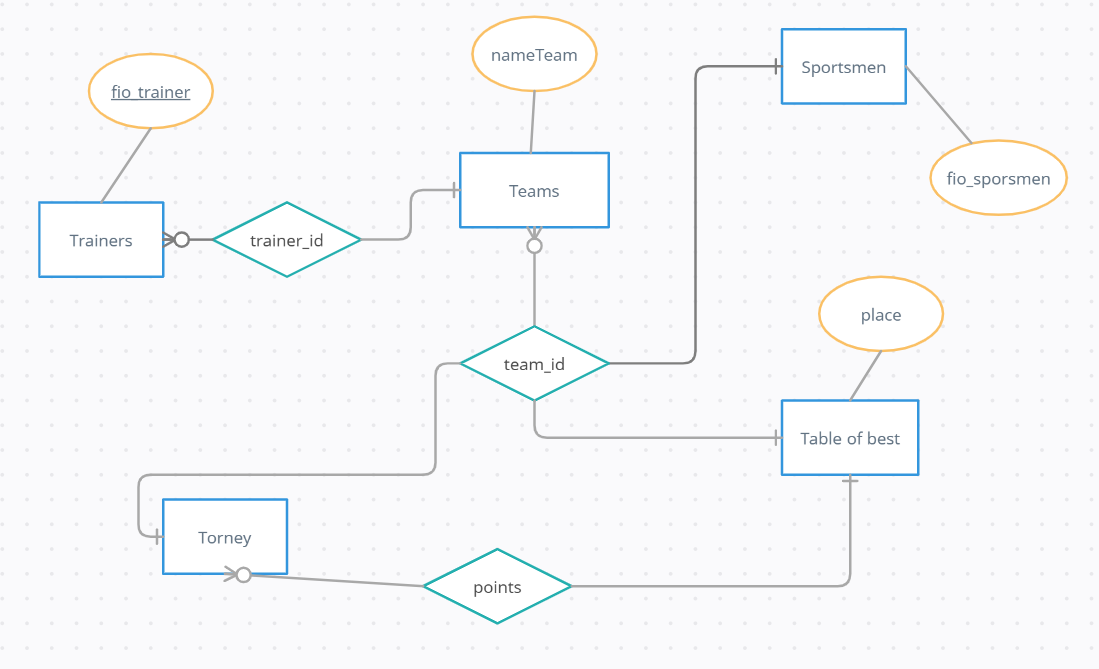 nameTeam
Sportsmen
fio_trainer
fio_sporsmen
Teams
Trainers
trainer_id
place
team_id
Table of best
Torney
points